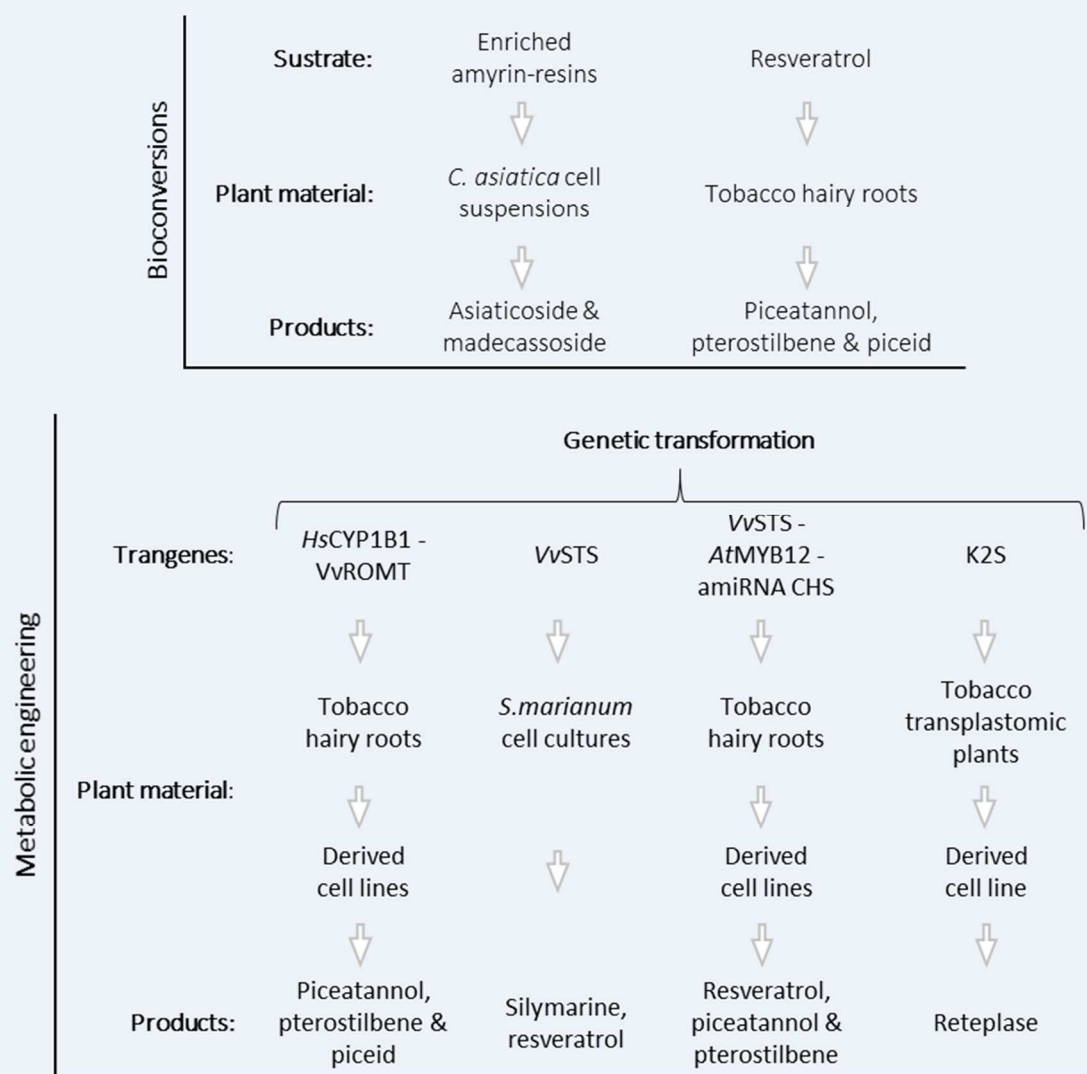 Bioconversions
Sustrate:
Enriched
amyrin-resins
Resveratrol
Plant material:
C. asiatica cell
suspensions
Tobacco hairy roots
Products:
Asiaticoside &
madecassoside
Piceatannol,
pterostilbene & piceid
Metabolic engineering
Genetic transformation
Trangenes:
HsCYP1B1 -
VvROMT
VvSTS
VvSTS -
AtMYB12 -
amiRNA CHS
K2S
Plant material:
Tobacco
hairy roots
S.marianum
cell cultures
Tobacco
hairy roots
Tobacco
transplastomic
plants
Derived
cell lines
Derived
cell lines
Derived
cell line
Products:
Piceatannol,
pterostilbene &
piceid
Silymarine,
resveratrol
Resveratrol,
piceatannol &
pterostilbene
Reteplase